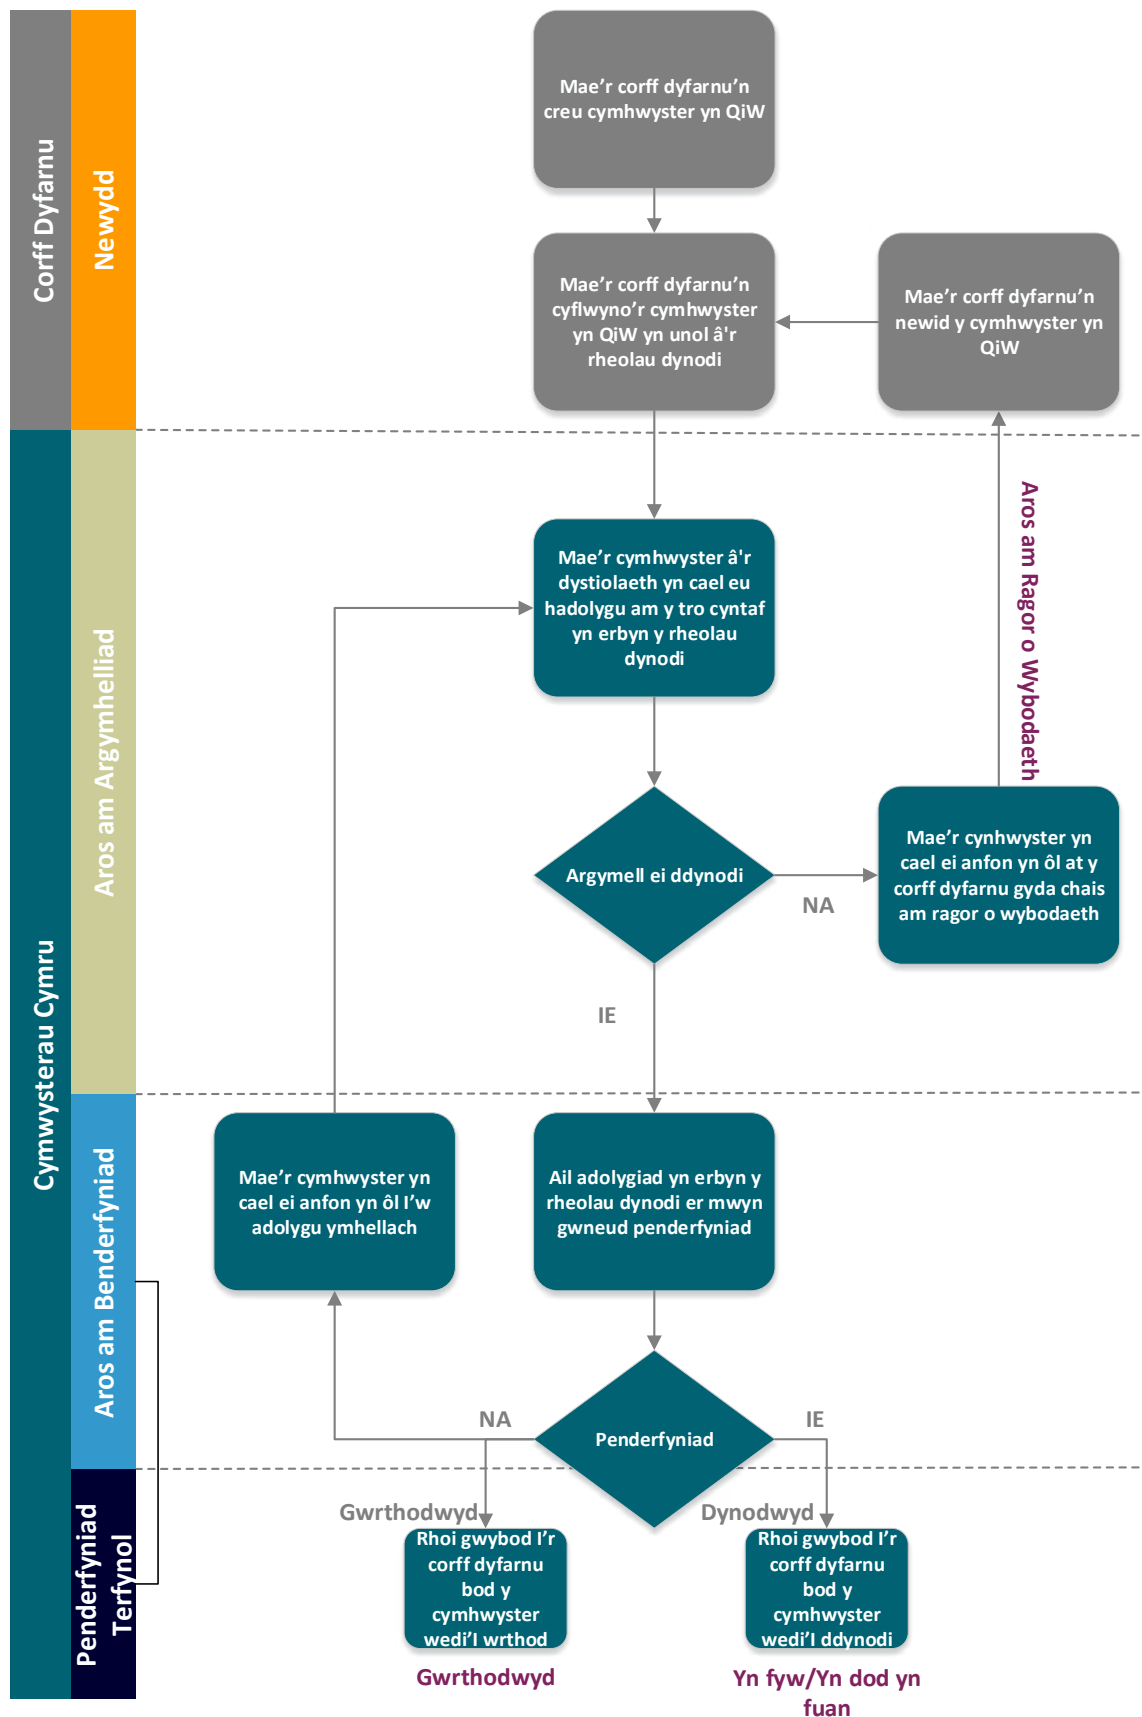 Corff Dyfarnu
Newydd
Mae’r corff dyfarnu’n
creu cymhwyster yn QiW
Mae’r corff dyfarnu’n
cyflwyno’r cymhwyster
yn QiW yn unol â'r
rheolau dynodi
Mae’r corff dyfarnu’n
newid y cymhwyster yn
QiW
Cymwysterau Cymru
Aros am Argymhelliad
Mae’r cymhwyster â'r
dystiolaeth yn cael eu
hadolygu am y tro cyntaf
yn erbyn y rheolau
dynodi
Aros am Ragor o Wybodaeth
Argymell ei ddynodi
NA
Mae’r cynhwyster yn
cael ei anfon yn ôl at y
corff dyfarnu gyda chais
am ragor o wybodaeth
IE
Aros am Benderfyniad
Mae’r cymhwyster yn
cael ei anfon yn ôl I’w
adolygu ymhellach
Ail adolygiad yn erbyn y
rheolau dynodi er mwyn
gwneud penderfyniad
Penderfyniad
NA
IE
Penderfyniad
Terfynol
Gwrthodwyd
Dynodwyd
Rhoi gwybod I’r
corff dyfarnu
bod y
cymhwyster
wedi’I wrthod
Rhoi gwybod I’r
corff dyfarnu
bod y
cymhwyster
wedi’I ddynodi
Gwrthodwyd
Yn fyw/Yn dod yn
fuan